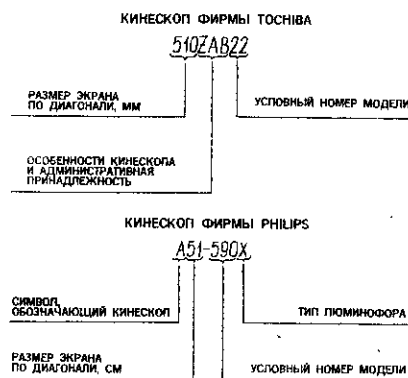 КИНЕСКОП ФИРМЫ TOCHIBA
510ZAB22
РАЗМЕР ЭКРАНА
ПО ДИАГОНАЛИ, ММ
УСЛОВНЫЙ НОМЕР МОДЕЛИ
ОСОБЕННОСТИ КИНЕСКОПА
И АДМИНИСТРАТИВНАЯ
ПРИНАДЛЕЖНОСТЬ
КИНЕСКОП ФИРМЫ PHILIPS
A51-590X
СИМВОЛ,
ОБОЗНАЧАЮЩИЙ КИНЕСКОП
ТИП ЛЮМИНОФОРА
РАЗМЕР ЭКРАНА
ПО ДИАГОНАЛИ, СМ
УСЛОВНЫЙ НОМЕР МОДЕЛИ